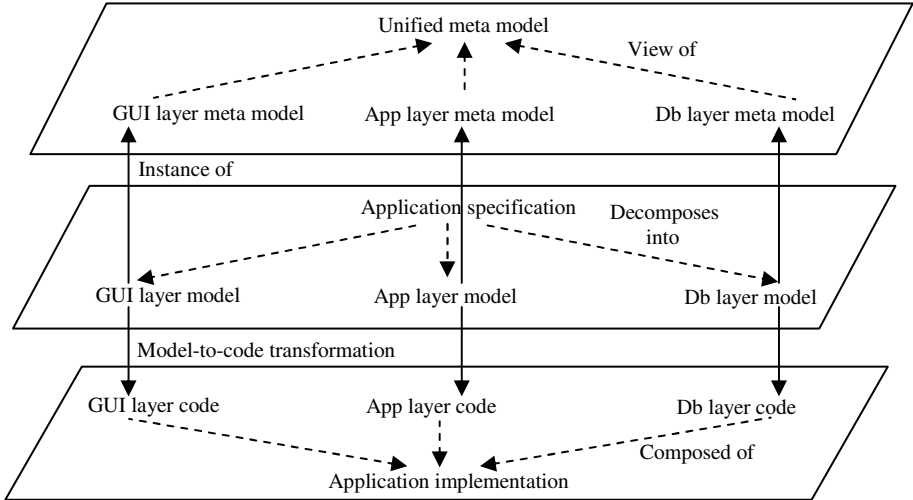 Unified meta model
View of
GUI layer meta model
App layer meta model
Db layer meta model
Instance of
Application specification
Decomposes
into
GUI layer model
App layer model
Db layer model
Model-to-code transformation
GUI layer code
App layer code
Db layer code
Composed of
Application implementation